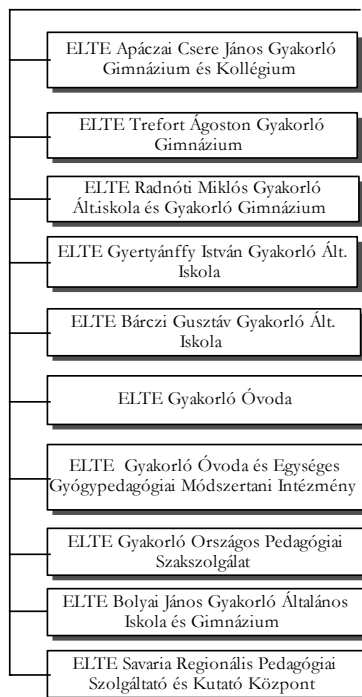 ELTE Apáczai Csere János Gyakorló
Gimnázium és Kollégium
ELTE Trefort Ágoston Gyakorló
Gimnázium
ELTE Radnóti Miklós Gyakorló
Ált.iskola és Gyakorló Gimnázium
ELTE Gyertyánffy István Gyakorló Ált.
Iskola
ELTE Bárczi Gusztáv Gyakorló Ált.
Iskola
ELTE Gyakorló Óvoda
ELTE Gyakorló Óvoda és Egységes
Gyógypedagógiai Módszertani Intézmény
ELTE Gyakorló Országos Pedagógiai
Szakszolgálat
ELTE Bolyai János Gyakorló Általános
Iskola és Gimnázium
ELTE Savaria Regionális Pedagógiai
Szolgáltató és Kutató Központ